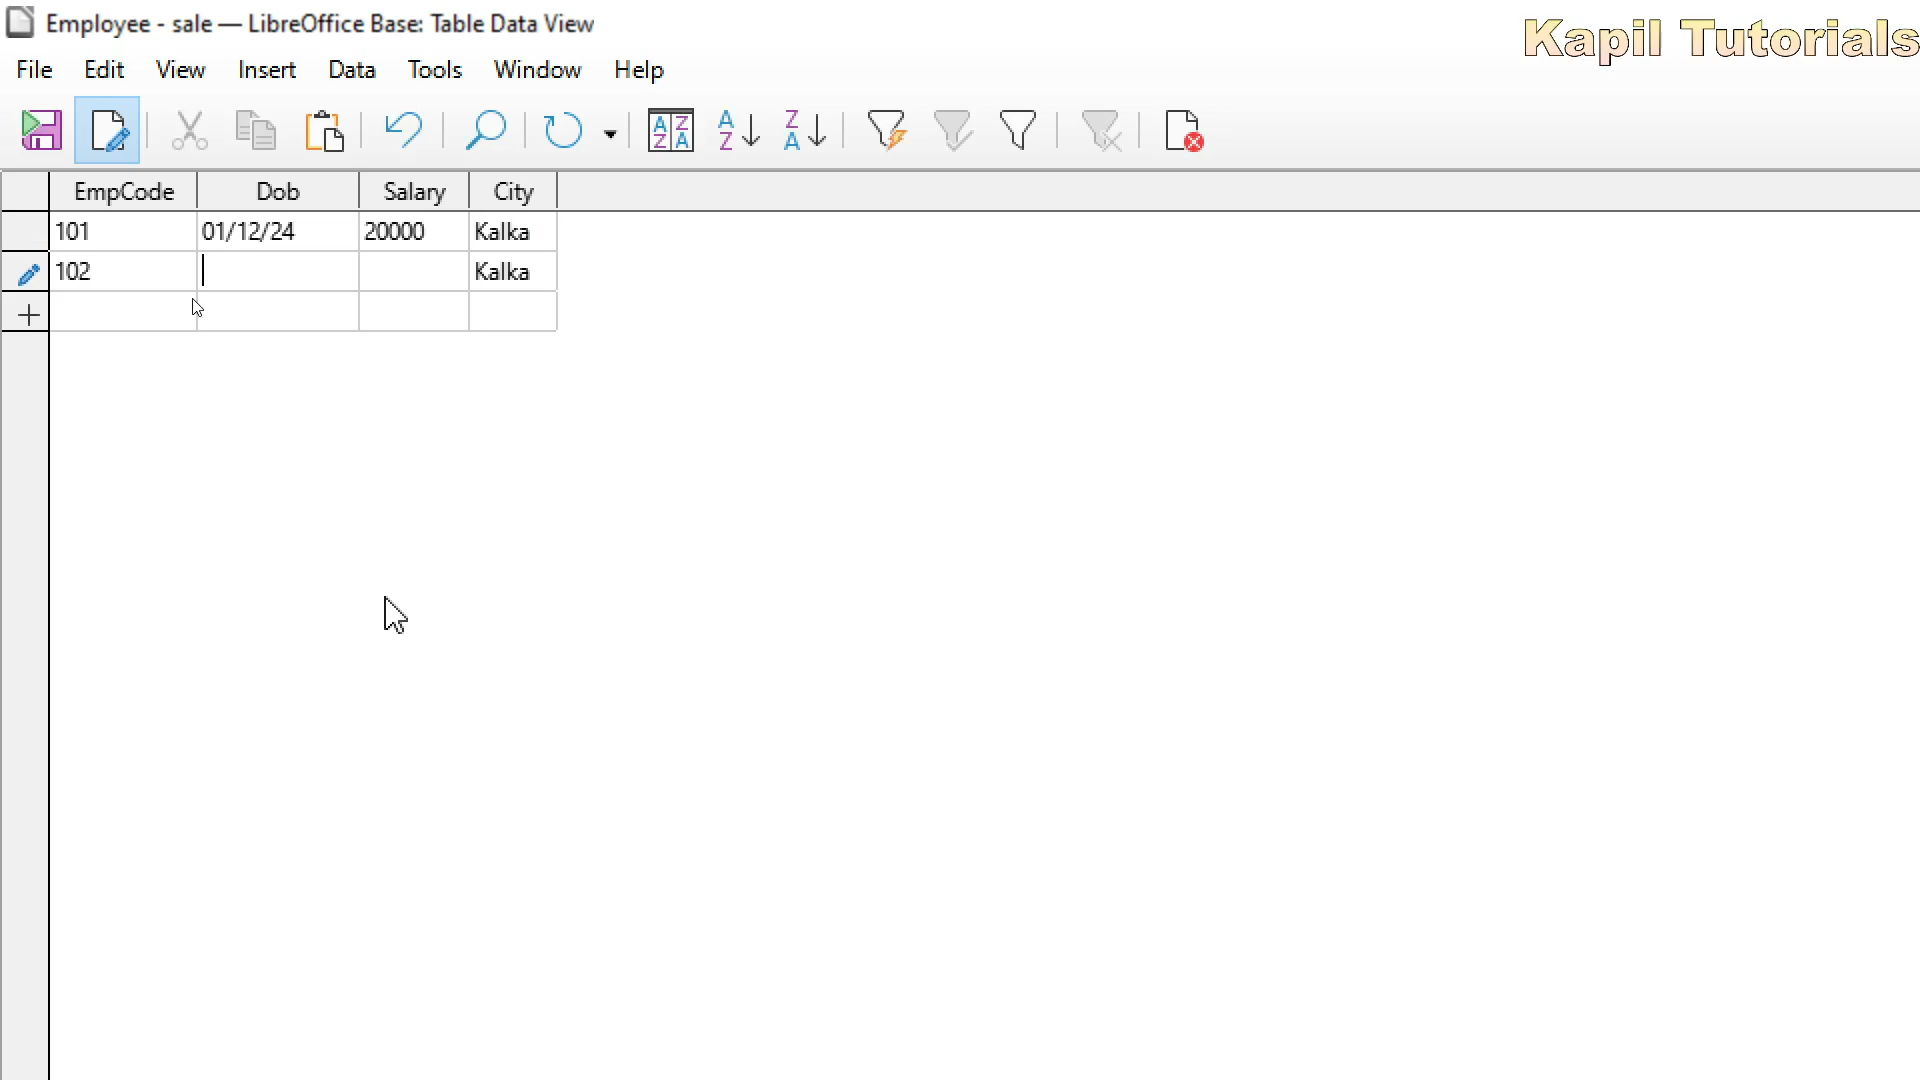 Employee - sale — LibreOffice Base: Table Data View
Kapil Tutorials
File Edit View Insert Data Tools Window Help
EmpCode Dob Salary City
101 01/12/24 20000 Kalka
102 Kalka